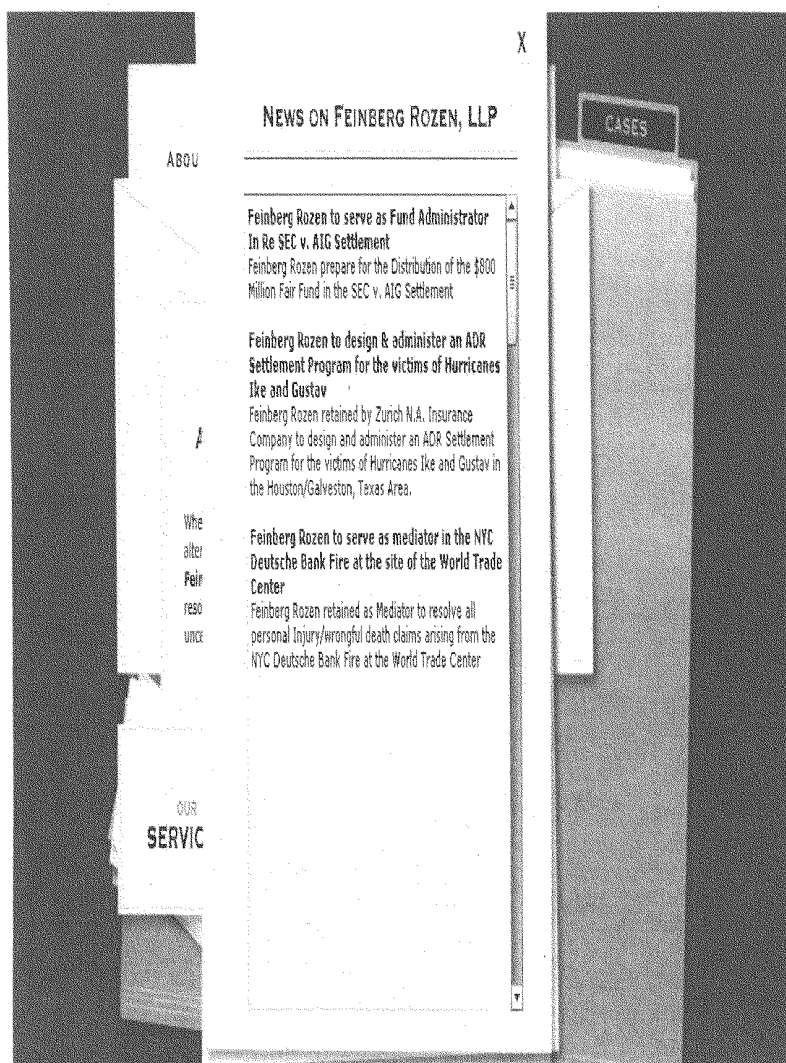 X
NEWS ON FEINBERG ROZEN, LLP
CASES
ABOU
Feinberg Rozen to serve as Fund Administrator
In Re SEC v. AIG Settlement
Feinberg Rozen prepare for the Distribution of the $800
Million Fair Fund in the SEC v. AIG Settlement
Feinberg Rozen to design & administer an ADR
Settlement Program for the victims of Hurricanes
Ike and Gustav
Feinberg Rozen retained by Zurich N.A. Insurance
Company to design and administer an ADR Settlement
Program for the victims of Hurricanes Ike and Gustav in
the Houston/Galveston, Texas Area.
Feinberg Rozen to serve as mediator in the NYC
Deutsche Bank Fire at the site of the World Trade
Center
Feinberg Rozen retained as Mediator to resolve all
personal Injury/wrongful death claims arising from the
NYC Deutsche Bank Fire at the World Trade Center
A
Whe
alter
Fein
reso
unce
OUR
SERVIC